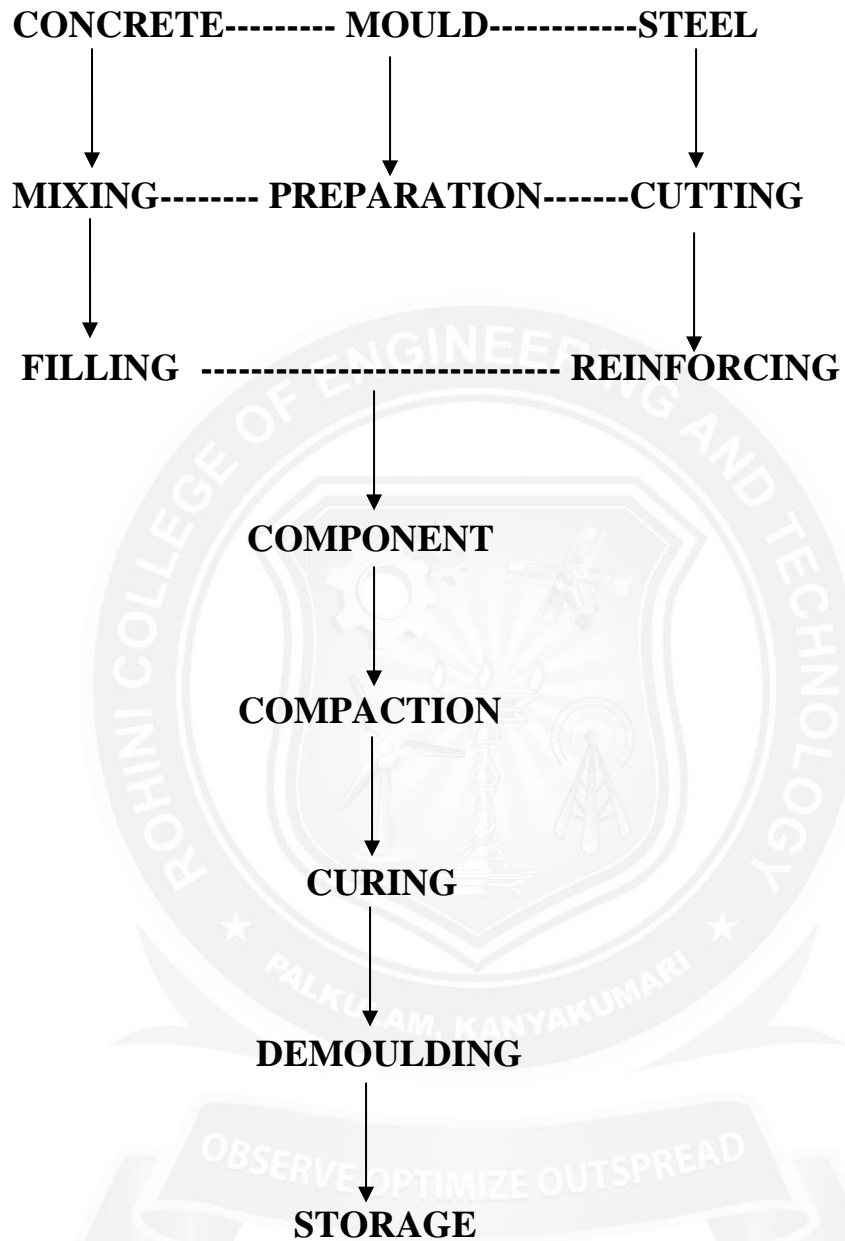 CONCRETE--------- MOULD------------STEEL
MIXING-------- PREPARATION-------CUTTING
FILLING ----------------------------- REINFORCING
COMPONENT
COMPACTION
CURING
DEMOULDING
STORAGE
ROHINI COLLEGE OF ENGINEERING AND TECHNOLOGY
PALKULAM, KANYAKUMARI
OBSERVE OPTIMIZE OUTSPREAD